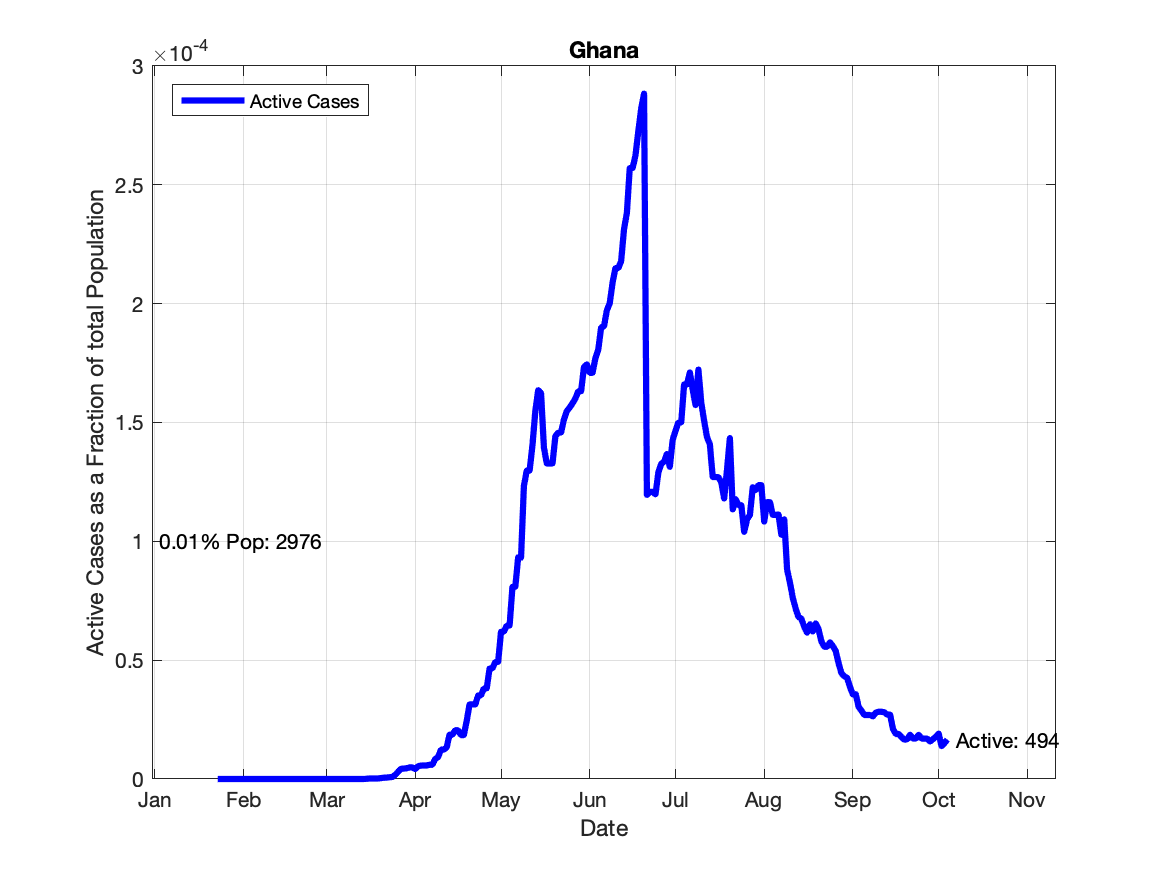 Ghana
×10-4
Active Cases
3
2.5
2
1.5
1
0.5
0
0.01% Pop: 2976
Active: 494
Jan Feb Mar Apr May Jun Jul Aug Sep Oct Nov
Date
Active Cases as a Fraction of total Population